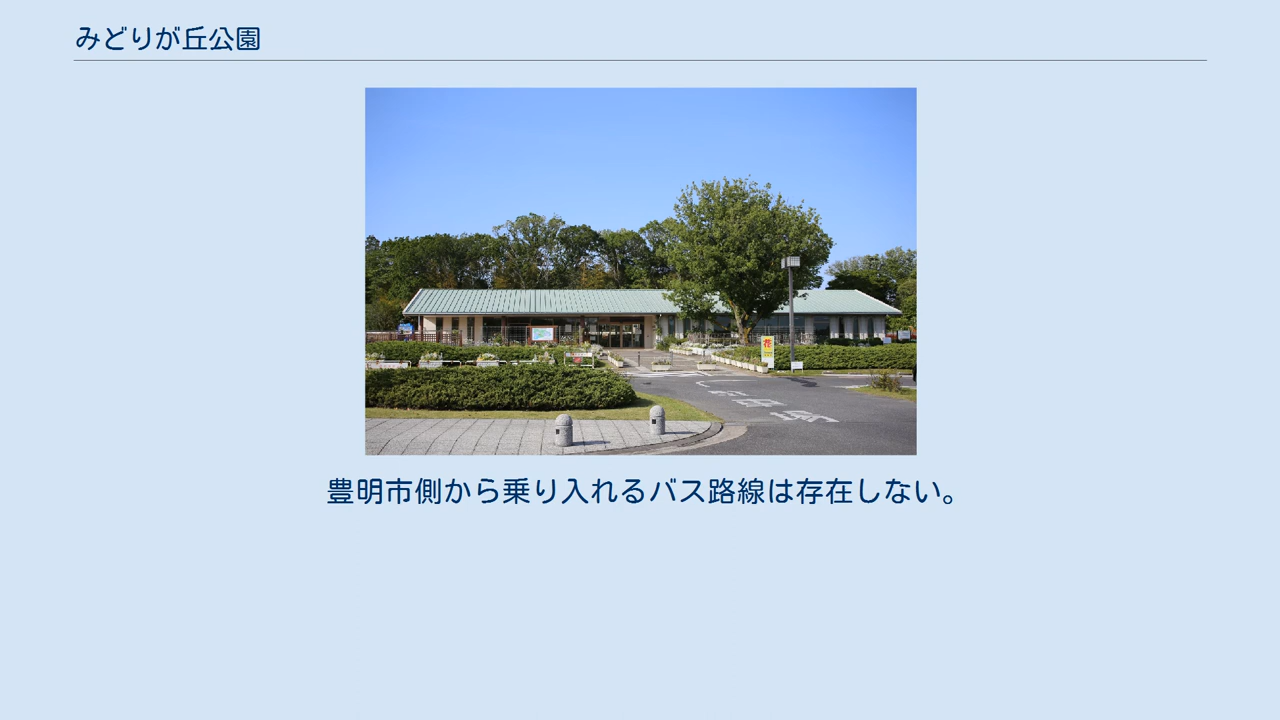 みどりが丘公園
花
豊明市側から乗り入れるバス路線は存在しない。